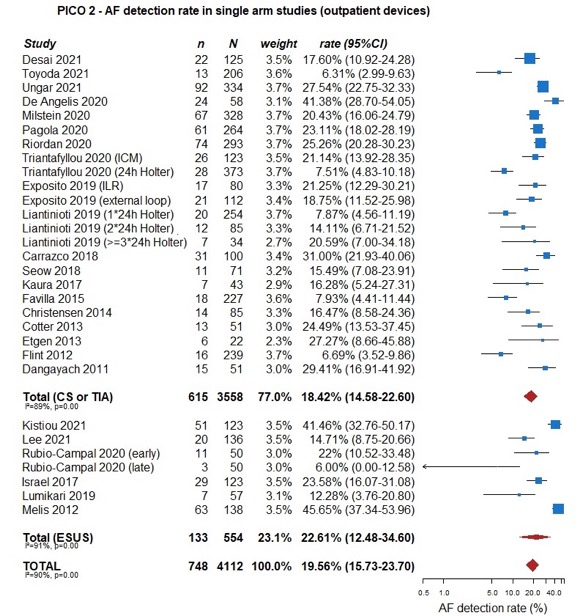 PICO 2 - AF detection rate in single arm studies (outpatient devices)
Study n N weight rate (95%CI)
Desai 2021 22 125 3.5% 17.60% (10.92-24.28)
Toyoda 2021 13 206 3.6% 6.31% (2.99-9.63)
Ungar 2021 92 334 3.7% 27.54% (22.75-32.33)
De Angelis 2020 24 58 3.4% 41.38% (28.70-54.05)
Milstein 2020 67 328 3.7% 20.43% (16.06-24.79)
Pagola 2020 61 264 3.7% 23.11% (18.02-28.19)
Riordan 2020 74 293 3.7% 25.26% (20.28-30.23)
Triantafyllou 2020 (ICM) 26 123 3.5% 21.14% (13.92-28.35)
Triantafyllou 2020 (24h Holter) 28 373 3.7% 7.51% (4.83-10.18)
Exposito 2019 (ILR) 17 80 3.4% 21.25% (12.29-30.21)
Exposito 2019 (external loop) 21 112 3.5% 18.75% (11.52-25.98)
Liantinioti 2019 (1*24h Holter) 20 254 3.7% 7.87% (4.56-11.19)
Liantinioti 2019 (2*24h Holter) 12 85 3.4% 14.11% (6.71-21.52)
Liantinioti 2019 (>=3*24h Holter) 7 34 2.7% 20.59% (7.00-34.18)
Carrazco 2018 31 100 3.4% 31.00% (21.93-40.06)
Seow 2018 11 71 3.3% 15.49% (7.08-23.91)
Kaura 2017 7 43 2.9% 16.28% (5.24-27.31)
Favilla 2015 18 227 3.7% 7.93% (4.41-11.44)
Christensen 2014 14 85 3.4% 16.47% (8.58-24.36)
Cotter 2013 13 51 3.0% 24.49% (13.53-37.45)
Etgen 2013 6 22 2.3% 27.27% (8.66-45.88)
Flint 2012 16 239 3.7% 6.69% (3.52-9.86)
Dangayach 2011 15 51 3.0% 29.41% (16.91-41.92)
Total (CS or TIA) 615 3558 77.0% 18.42% (14.58-22.60)
I²=89%, p=0.00
Kistiou 2021 51 123 3.5% 41.46% (32.76-50.17)
Lee 2021 20 136 3.5% 14.71% (8.75-20.66)
Rubio-Campal 2020 (early) 11 50 3.0% 22% (10.52-33.48)
Rubio-Campal 2020 (late) 3 50 3.0% 6.00% (0.00-12.58)
Israel 2017 29 123 3.5% 23.58% (16.07-31.08)
Lumikari 2019 7 57 3.1% 12.28% (3.76-20.80)
Melis 2012 63 138 3.5% 45.65% (37.34-53.96)
Total (ESUS) 133 554 23.1% 22.61% (12.48-34.60)
I²=91%, p=0.00
TOTAL 748 4112 100.0% 19.56% (15.73-23.70)
I²=90%, p=0.00
0.5 1.0 5.0 10.0 20.0 40.0
AF detection rate (%)